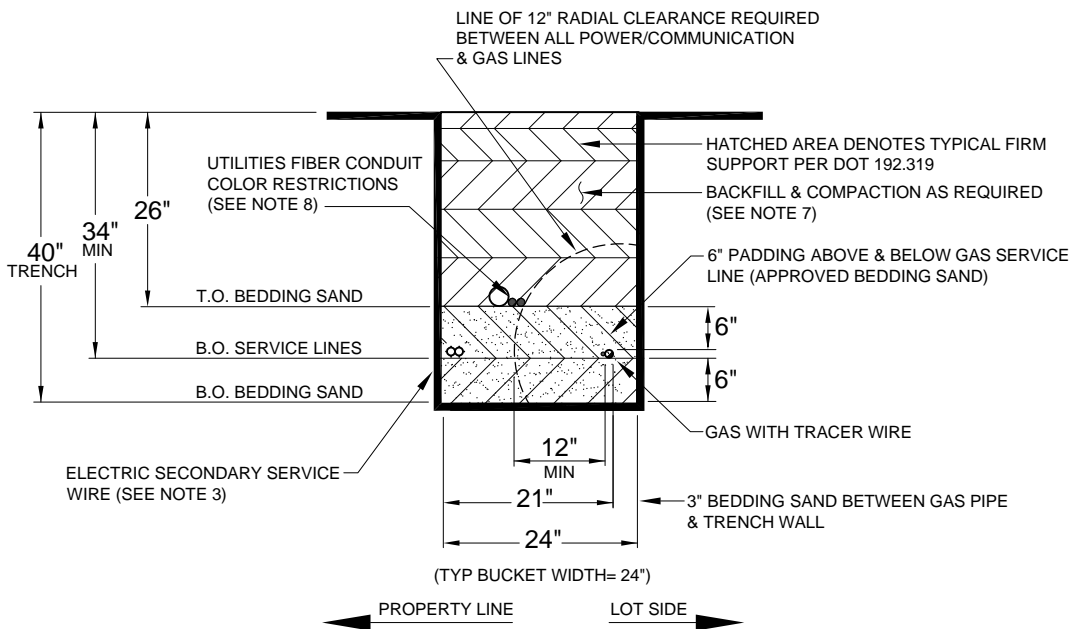 LINE OF 12" RADIAL CLEARANCE REQUIRED
BETWEEN ALL POWER/COMMUNICATION
& GAS LINES
UTILITIES FIBER CONDUIT
COLOR RESTRICTIONS
(SEE NOTE 8)
HATCHED AREA DENOTES TYPICAL FIRM
SUPPORT PER DOT 192.319
BACKFILL & COMPACTION AS REQUIRED
(SEE NOTE 7)
6" PADDING ABOVE & BELOW GAS SERVICE
LINE (APPROVED BEDDING SAND)
40"
TRENCH
34"
MIN
26"
T.O. BEDDING SAND
B.O. SERVICE LINES
B.O. BEDDING SAND
6"
6"
GAS WITH TRACER WIRE
ELECTRIC SECONDARY SERVICE
WIRE (SEE NOTE 3)
12"
MIN
21"
24"
3" BEDDING SAND BETWEEN GAS PIPE
& TRENCH WALL
(TYP BUCKET WIDTH= 24")
PROPERTY LINE
LOT SIDE